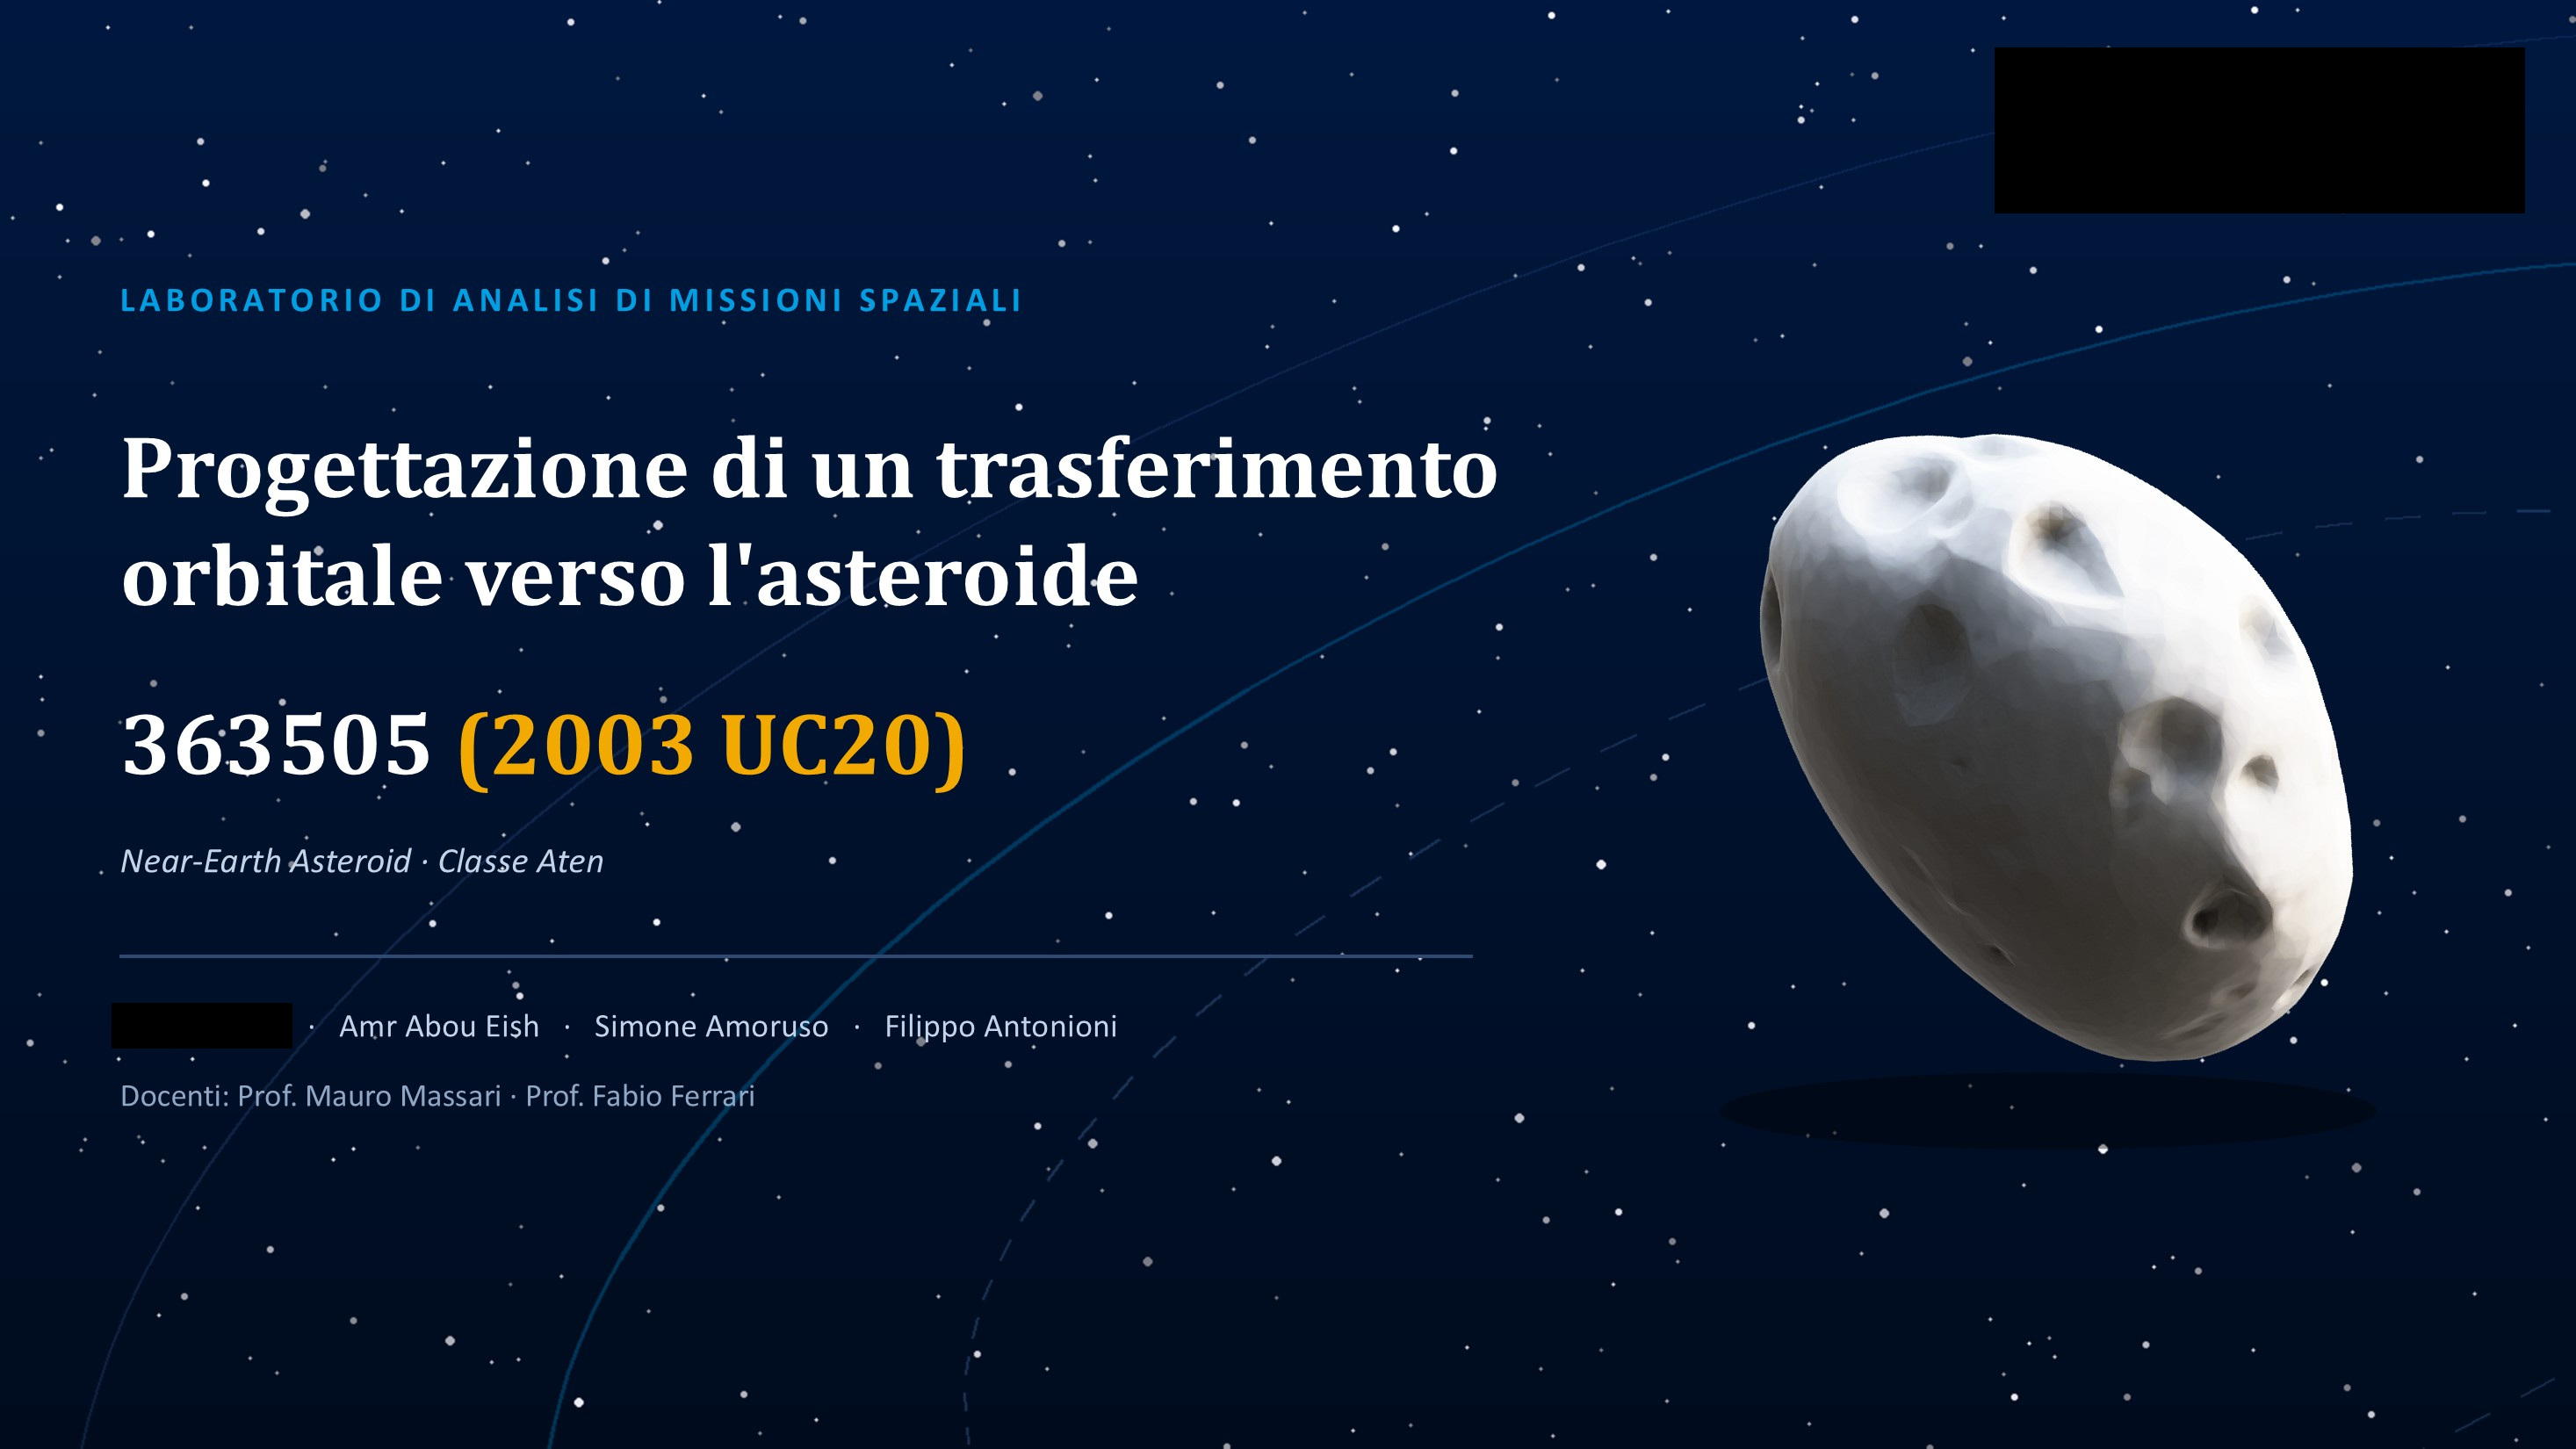 LABORATORIO DI ANALISI DI MISSIONI SPAZIALI
Progettazione di un trasferimento
orbitale verso l'asteroide
363505 (2003 UC20)
Near-Earth Asteroid · Classe Aten
· Amr Abou Eish · Simone Amoruso · Filippo Antonioni
Docenti: Prof. Mauro Massari · Prof. Fabio Ferrari